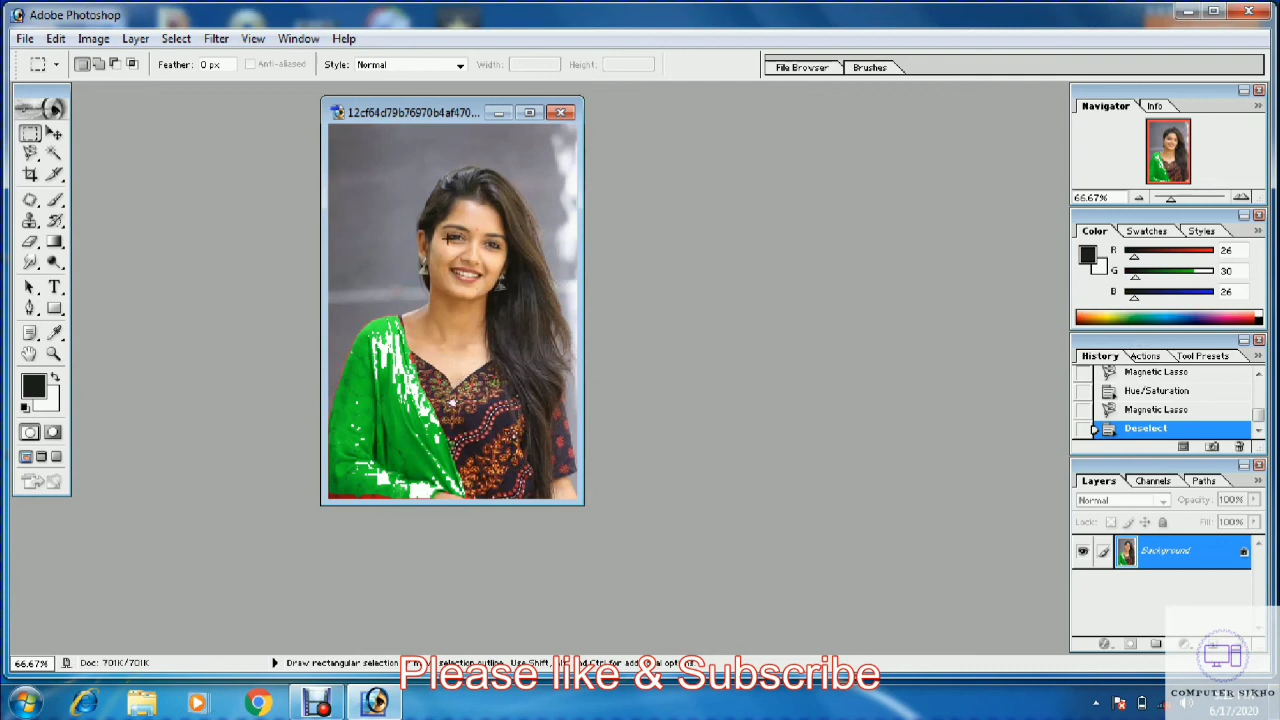 Adobe Photoshop
File Edit Image Layer Select Filter View Window Help
Feather: 0 px Anti-aliased Style: Normal Width: Height: File Browser Brushes
12cf64d79b76970b4af470...
Navigator Info
66.67%
Color Swatches Styles
R 26
G 30
B 26
History Actions Tool Presets
Magnetic Lasso
Hue/Saturation
Magnetic Lasso
Deselect
Layers Channels Paths
Normal Opacity: 100%
Lock: Fill: 100%
Background
66.67% Doc: 701K/701K Draw rectangular selection
Please like & Subscribe
COMPUTER SIKHO
6/17/2020